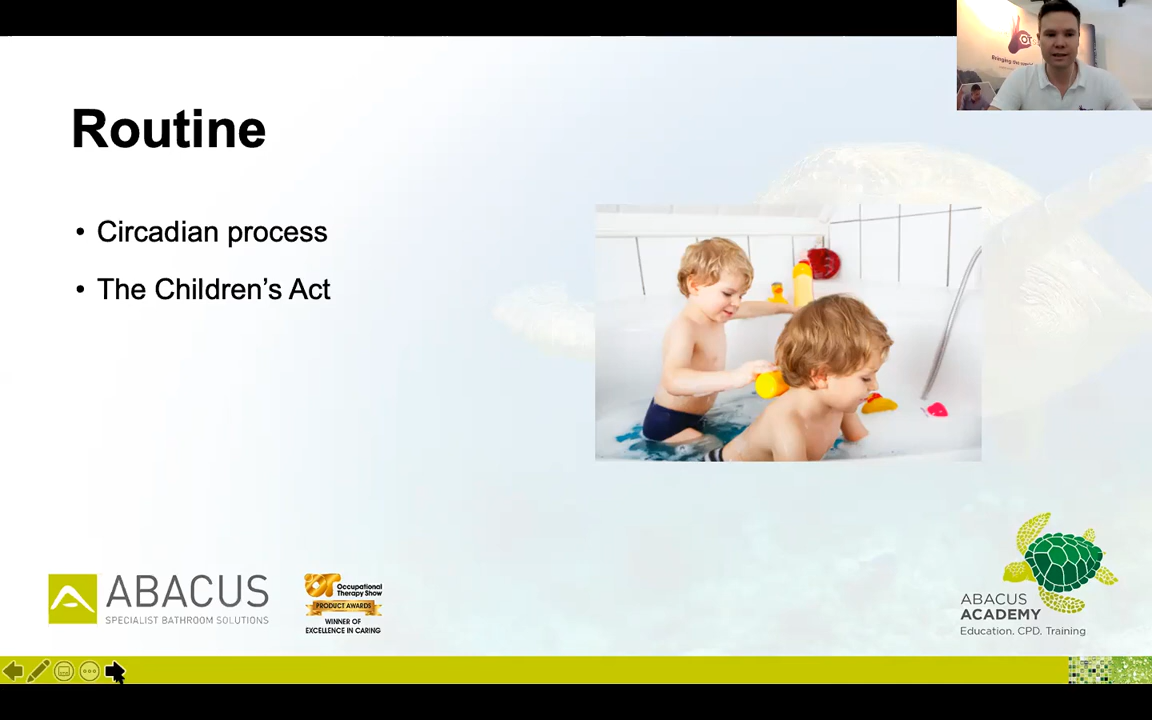 Routine
• Circadian process
• The Children's Act
ABACUS
SPECIALIST BATHROOM SOLUTIONS
Occupational
Therapy Show
PRODUCT AWARDS
WINNER OF
EXCELLENCE IN CARING
ABACUS
ACADEMY
Education. CPD. Training